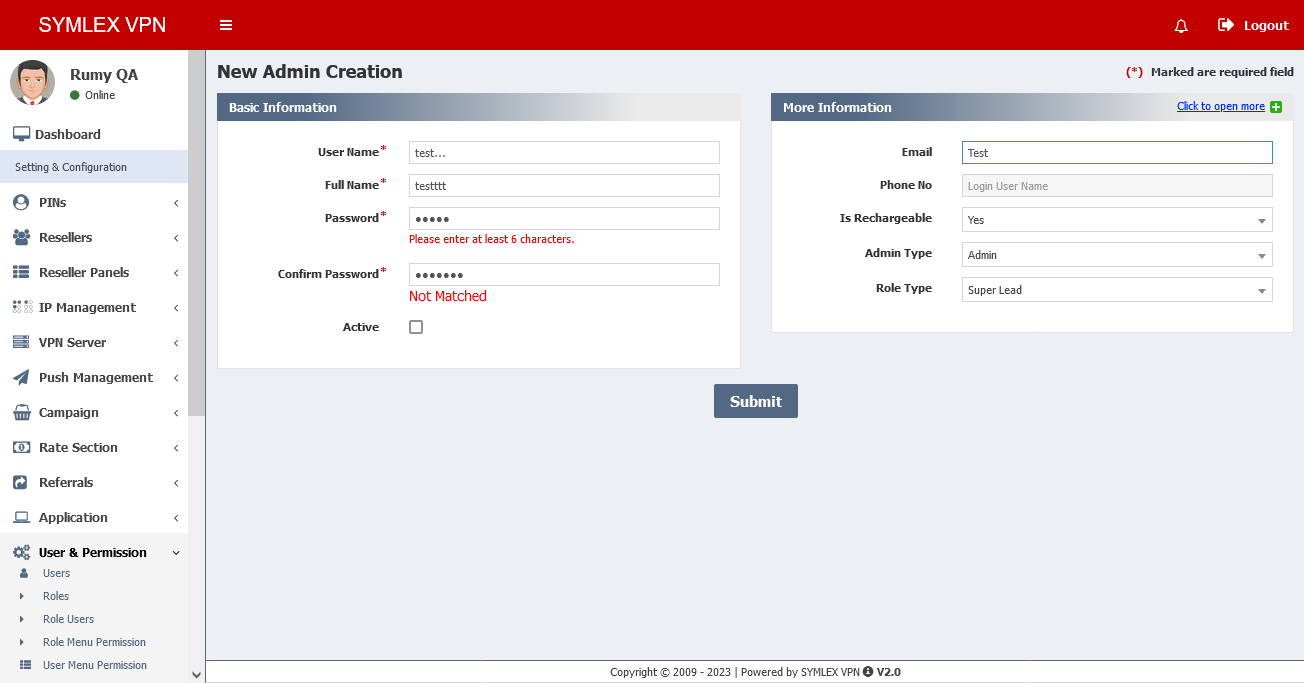 SYMLEX VPN
Logout
Rumy QA
Online
Dashboard
Setting & Configuration
PINs
Resellers
Reseller Panels
IP Management
VPN Server
Push Management
Campaign
Rate Section
Referrals
Application
User & Permission
Users
Roles
Role Users
Role Menu Permission
User Menu Permission
New Admin Creation
(*) Marked are required field
Basic Information
User Name* test...
Full Name* testttt
Password* •••••
Please enter at least 6 characters.
Confirm Password* •••••••
Not Matched
Active
More Information
Click to open more
Email Test
Phone No Login User Name
Is Rechargeable Yes
Admin Type Admin
Role Type Super Lead
Submit
Copyright © 2009 - 2023 | Powered by SYMLEX VPN V2.0